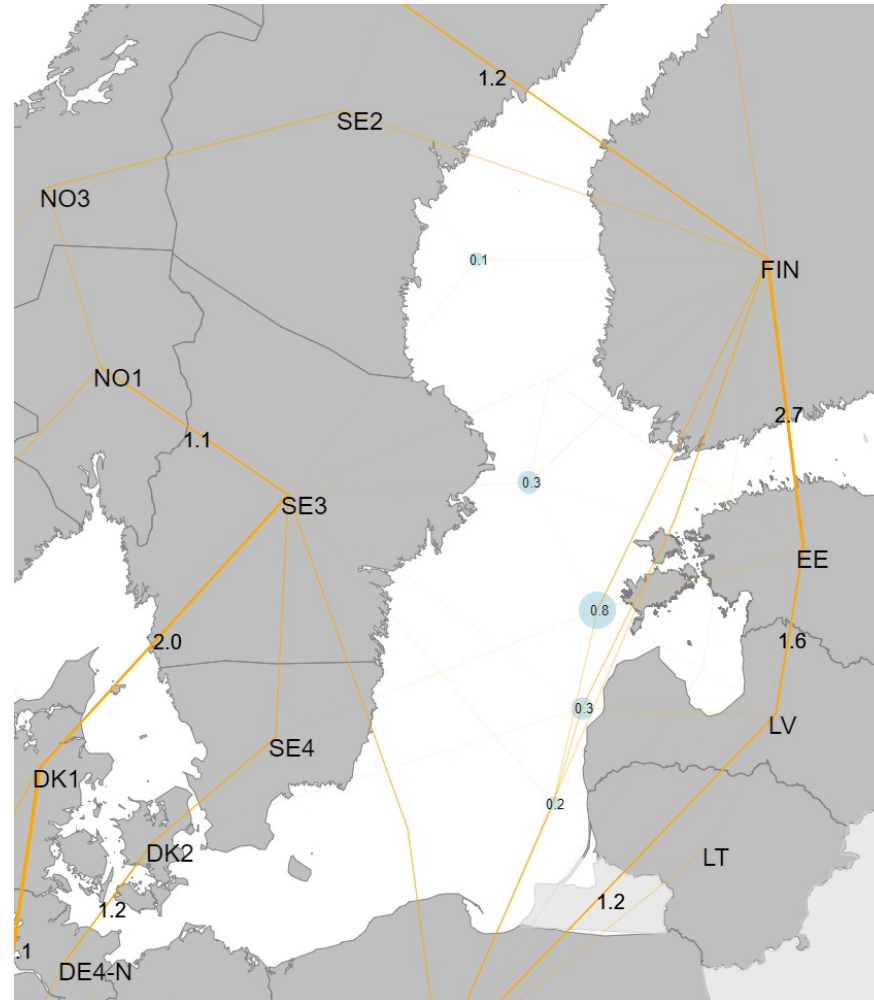 1.2
SE2
NO3
0.1
FIN
NO1
2.7
1.1
0.3
SE3
EE
0.8
2.0
1.6
0.3
LV
SE4
DK1
0.2
DK2
LT
1.2
1.2
.1
DE4-N